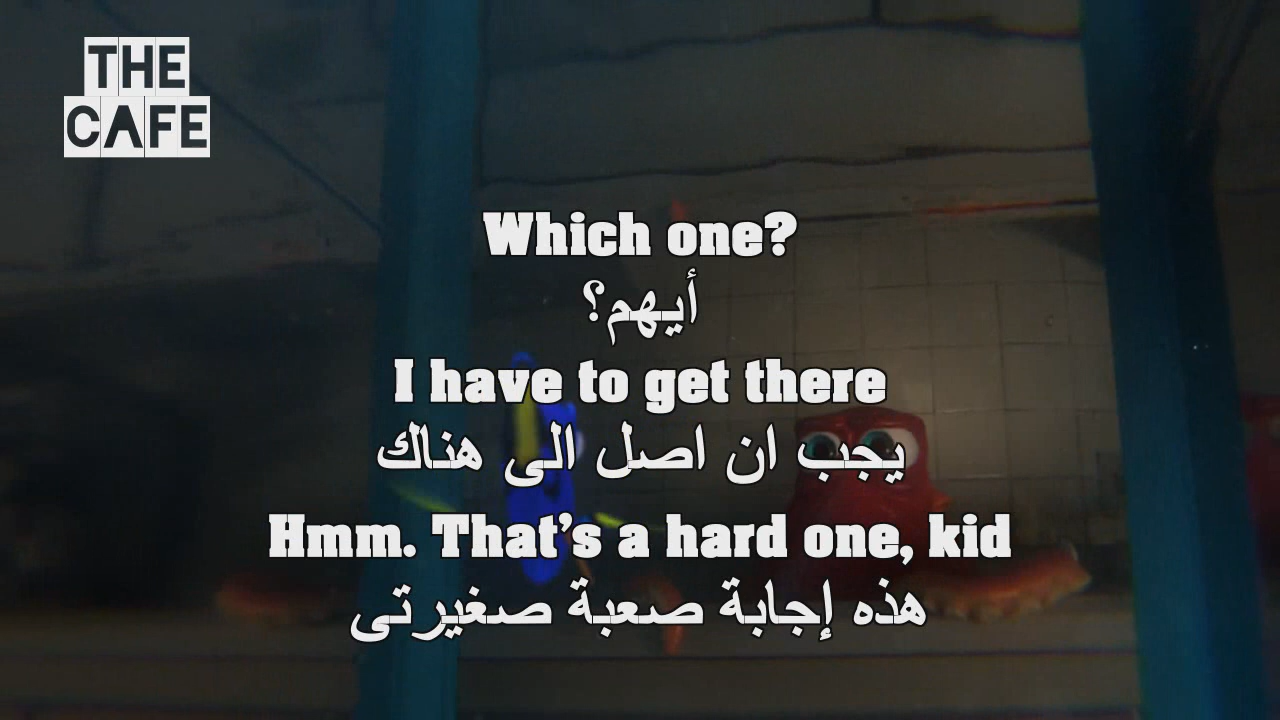 THE
CAFE
Which one?
أيهم؟
I have to get there
يجب ان اصل الى هناك
Hmm. That's a hard one, kid
هذه إجابة صعبة صغيرتى